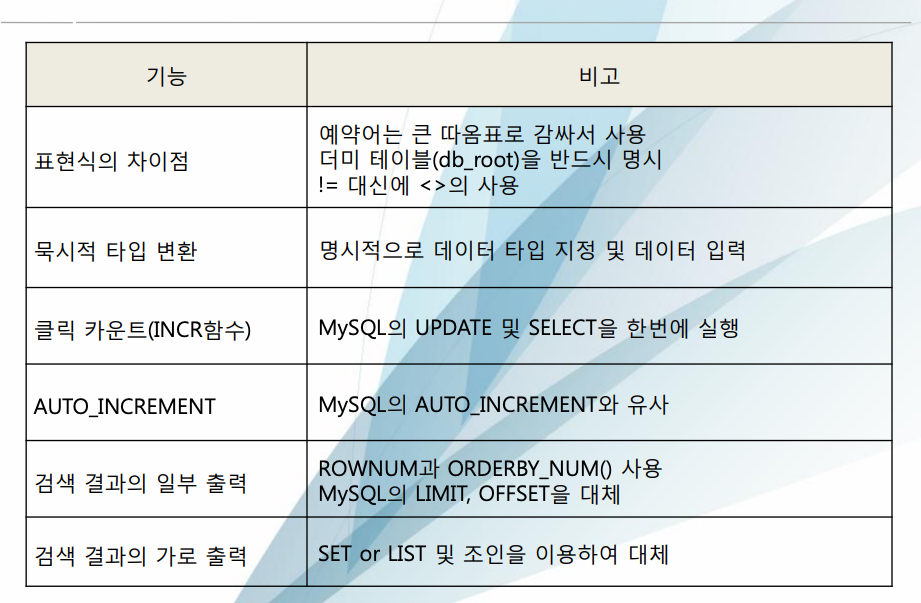 기능
비고
표현식의 차이점
예약어는 큰 따옴표로 감싸서 사용
더미 테이블(db_root)을 반드시 명시
!= 대신에 <>의 사용
묵시적 타입 변환
명시적으로 데이터 타입 지정 및 데이터 입력
클릭 카운트(INCR함수)
MySQL의 UPDATE 및 SELECT을 한번에 실행
AUTO_INCREMENT
MySQL의 AUTO_INCREMENT와 유사
검색 결과의 일부 출력
ROWNUM과 ORDERBY_NUM() 사용
MySQL의 LIMIT, OFFSET을 대체
검색 결과의 가로 출력
SET or LIST 및 조인을 이용하여 대체